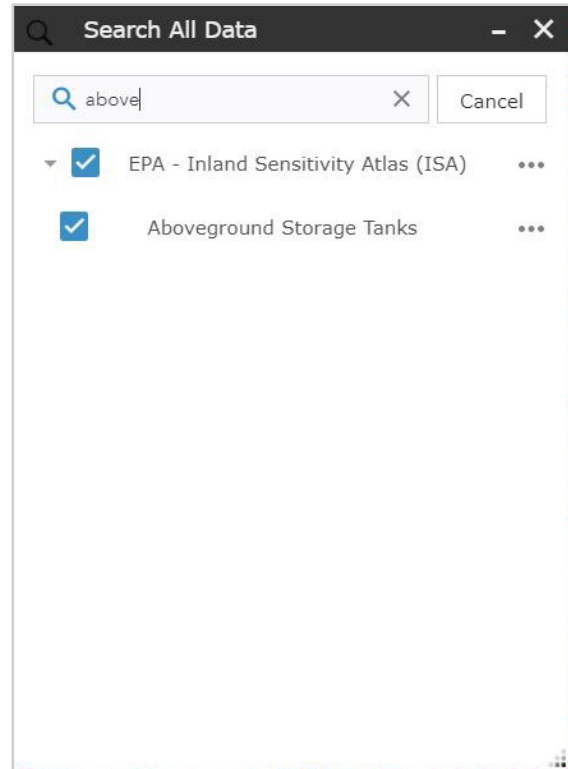 Search All Data
above
Cancel
EPA - Inland Sensitivity Atlas (ISA)
Aboveground Storage Tanks